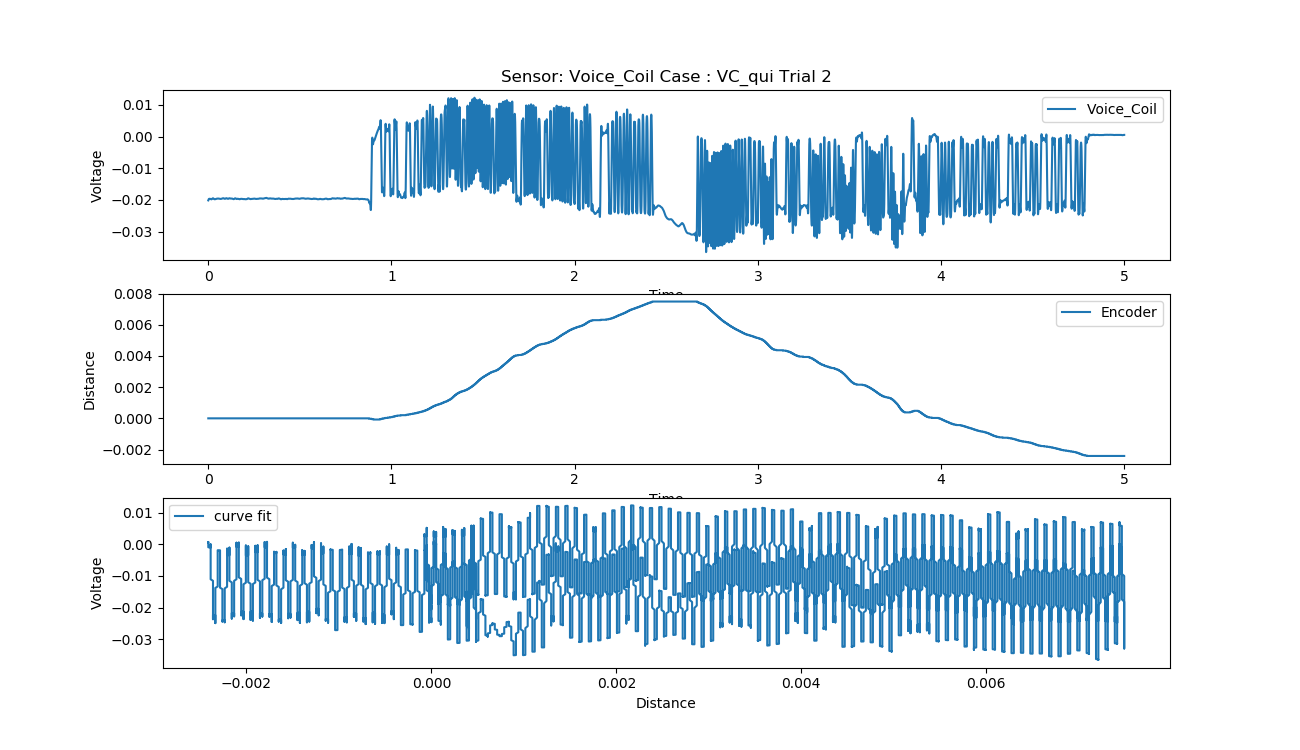 Sensor: Voice_Coil Case : VC_qui Trial 2
0.01
0.00
−0.01
−0.02
−0.03
Voltage
Voice_Coil
0 1 2 3 4 5
Time
0.008
0.006
0.004
0.002
0.000
−0.002
Distance
Encoder
0 1 2 3 4 5
Time
0.01
0.00
−0.01
−0.02
−0.03
Voltage
curve fit
−0.002 0.000 0.002 0.004 0.006
Distance